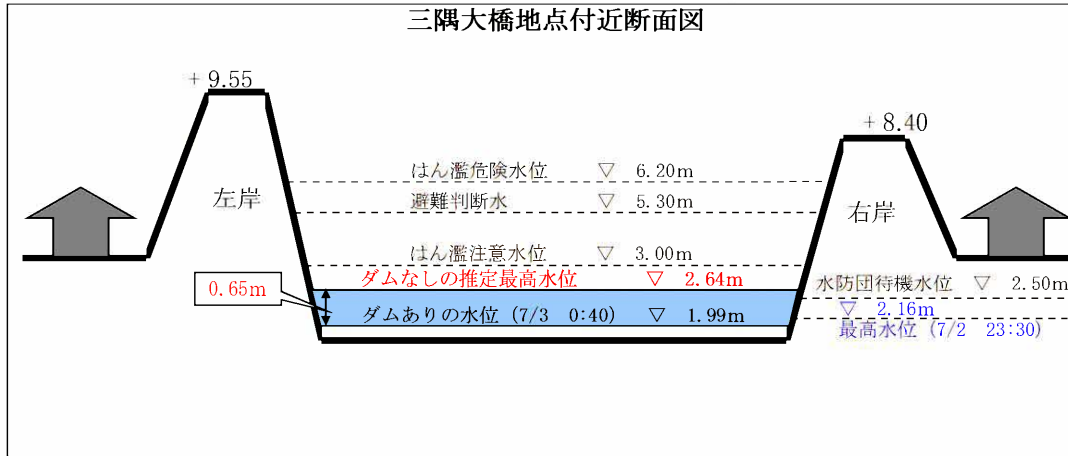 三隅大橋地点付近断面図
+ 9.55
+ 8.40
はん濫危険水位 ▽ 6.20m
避難判断水 ▽ 5.30m
左岸
右岸
はん濫注意水位 ▽ 3.00m
ダムなしの推定最高水位 ▽ 2.64m
水防団待機水位 ▽ 2.50m
0.65m
ダムありの水位 (7/3 0:40) ▽ 1.99m
▽ 2.16m
最高水位 (7/2 23:30)